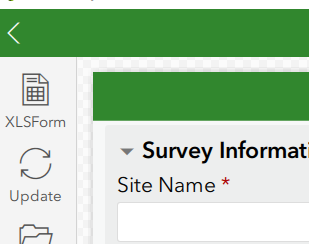 XLSForm
Update
Survey Informati
Site Name *